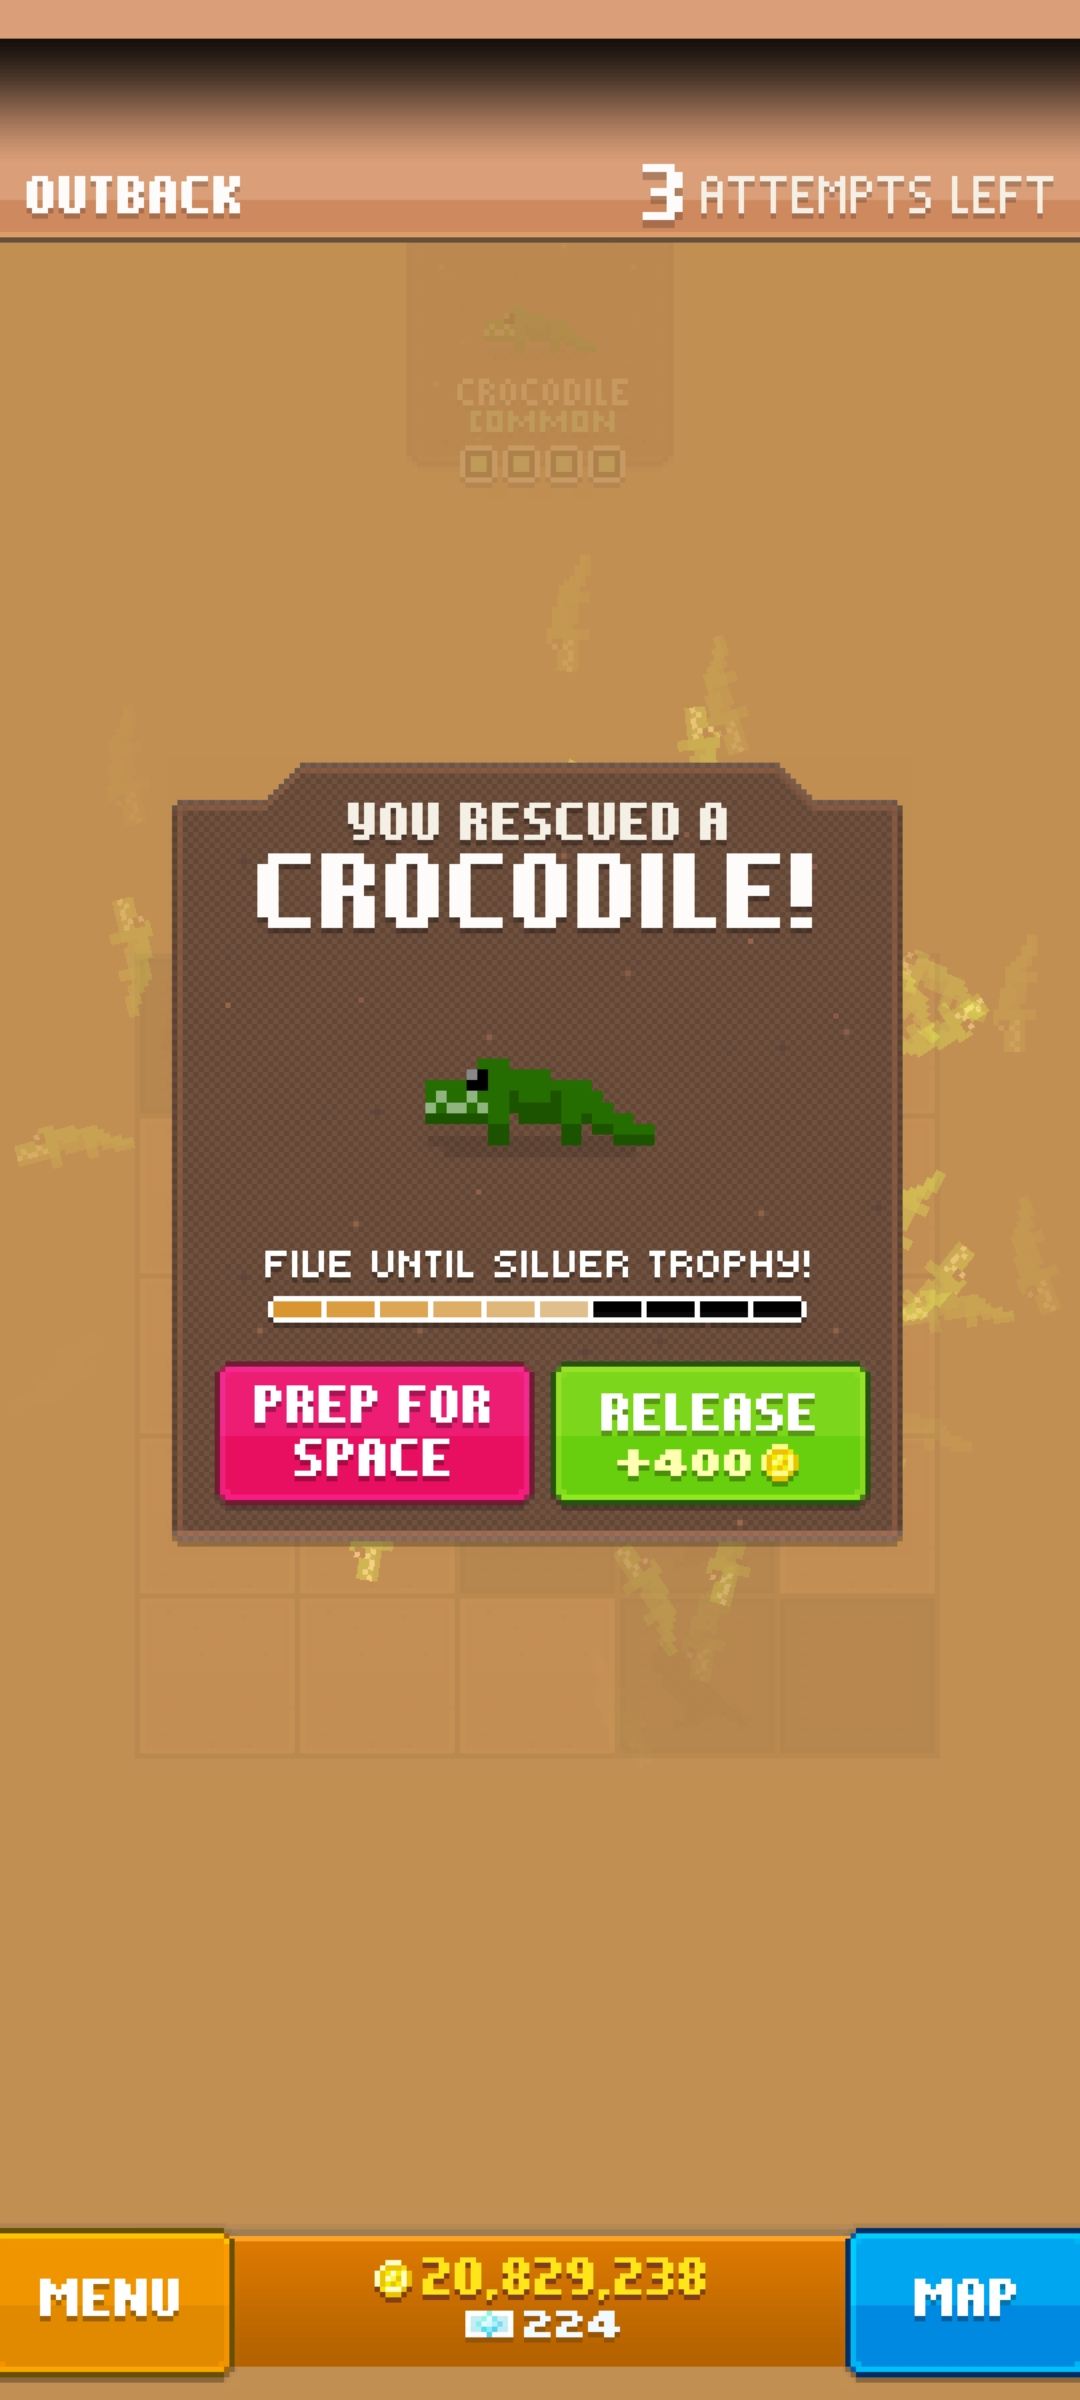 OUTBACK
3 ATTEMPTS LEFT
CROCODILE
COMMON
YOU RESCUED A
CROCODILE!
FIVE UNTIL SILVER TROPHY!
PREP FOR
SPACE
RELEASE
+400
MENU
20,829,238
224
MAP